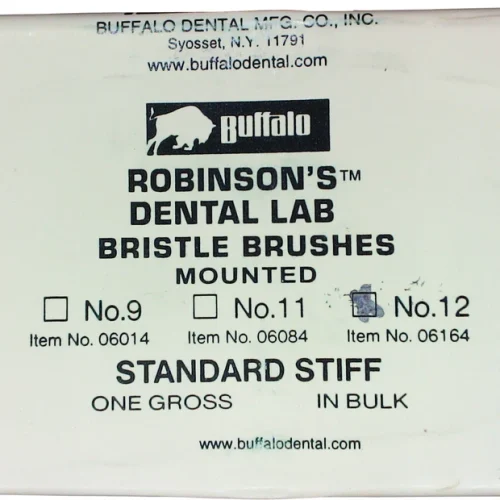 BUFFALO DENTAL MFG. CO., INC.
Syosset, N.Y. 11791
www.buffalodental.com
Buffalo
ROBINSON'S™
DENTAL LAB
BRISTLE BRUSHES
MOUNTED
No.9 No.11 No.12
Item No. 06014 Item No. 06084 Item No. 06164
STANDARD STIFF
ONE GROSS IN BULK
www.buffalodental.com